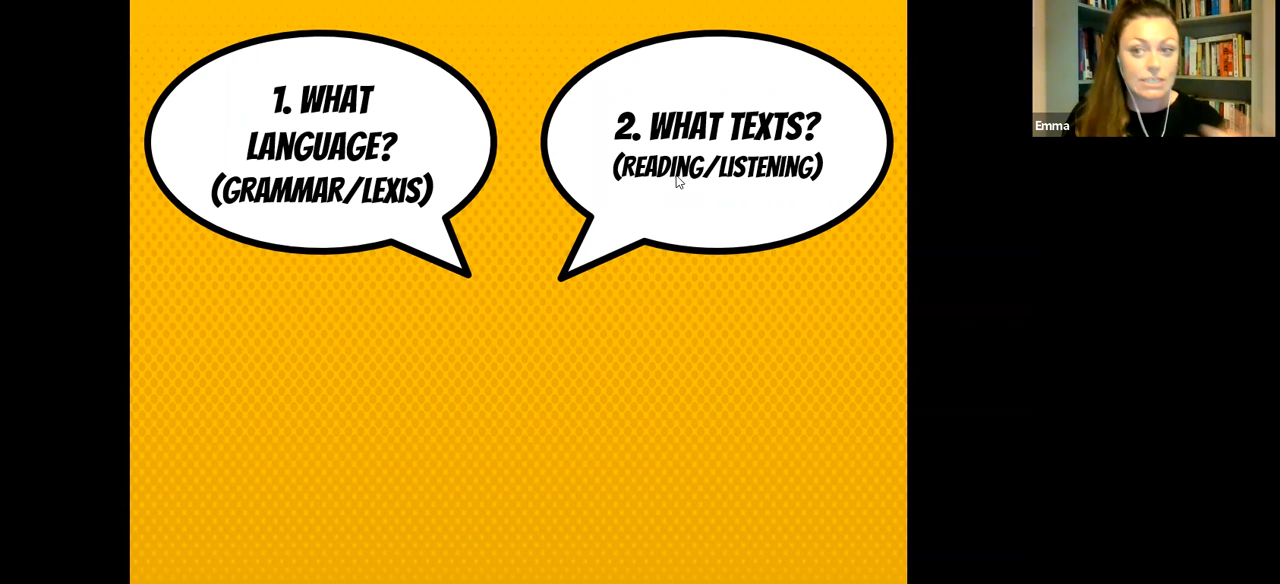 1. WHAT
LANGUAGE?
(GRAMMAR/LEXIS)
2. WHAT TEXTS?
(READING/LISTENING)
Emma